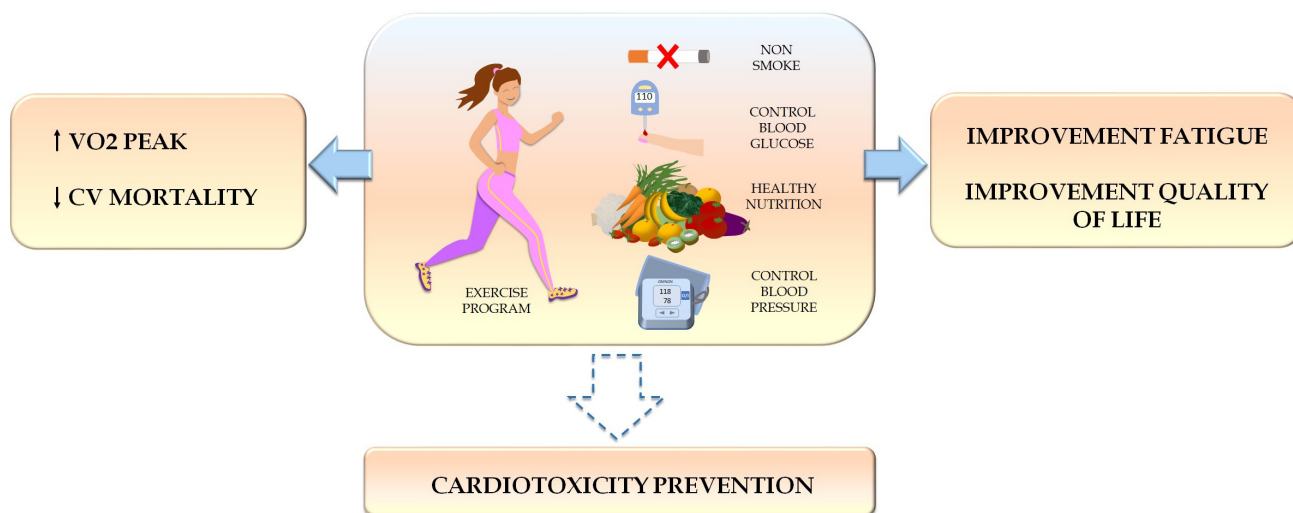 ↑ VO2 PEAK
↓ CV MORTALITY
EXERCISE
PROGRAM
NON
SMOKE
110
CONTROL
BLOOD
GLUCOSE
HEALTHY
NUTRITION
OMRON
118
78
CONTROL
BLOOD
PRESSURE
IMPROVEMENT FATIGUE
IMPROVEMENT QUALITY
OF LIFE
CARDIOTOXICITY PREVENTION